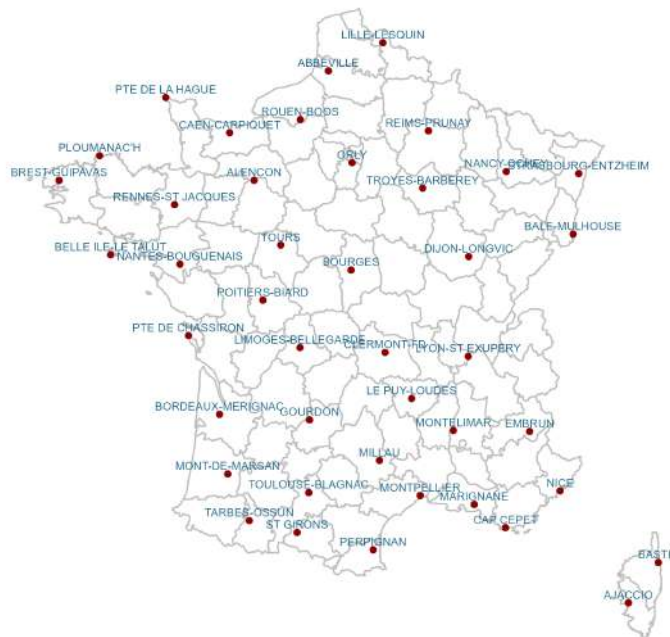 LILLE-LESQUIN
ABBEVILLE
PTE DE LA HAGUE
ROUEN-BOOS
CAEN-CARPIQUET
REIMS-PRUNAY
PLOUMANAC'H
ORLY
NANCY-OCHEY
STRASBOURG-ENTZHEIM
BREST-GUIPAVAS
ALENCON
TROYES-BARBEREY
RENNES-ST JACQUES
BALE-MULHOUSE
BELLE ILE-LE TALUT
TOURS
NANTES-BOUGUENAIS
DIJON-LONGVIC
BOURGES
POITIERS-BIARD
PTE DE CHASSIRON
LIMOGES-BELLEGARDE
CLERMONT-FD
LYON-ST EXUPERY
LE PUY-LOUDES
BORDEAUX-MERIGNAC
GOURDON
MONTELIMAR
EMBRUN
MILLAU
MONT-DE-MARSAN
TOULOUSE-BLAGNAC
MONTPELLIER
MARIGNANE
NICE
TARBES-OSSUN
ST GIRONS
CAP CEPET
PERPIGNAN
BASTI
AJACCIO